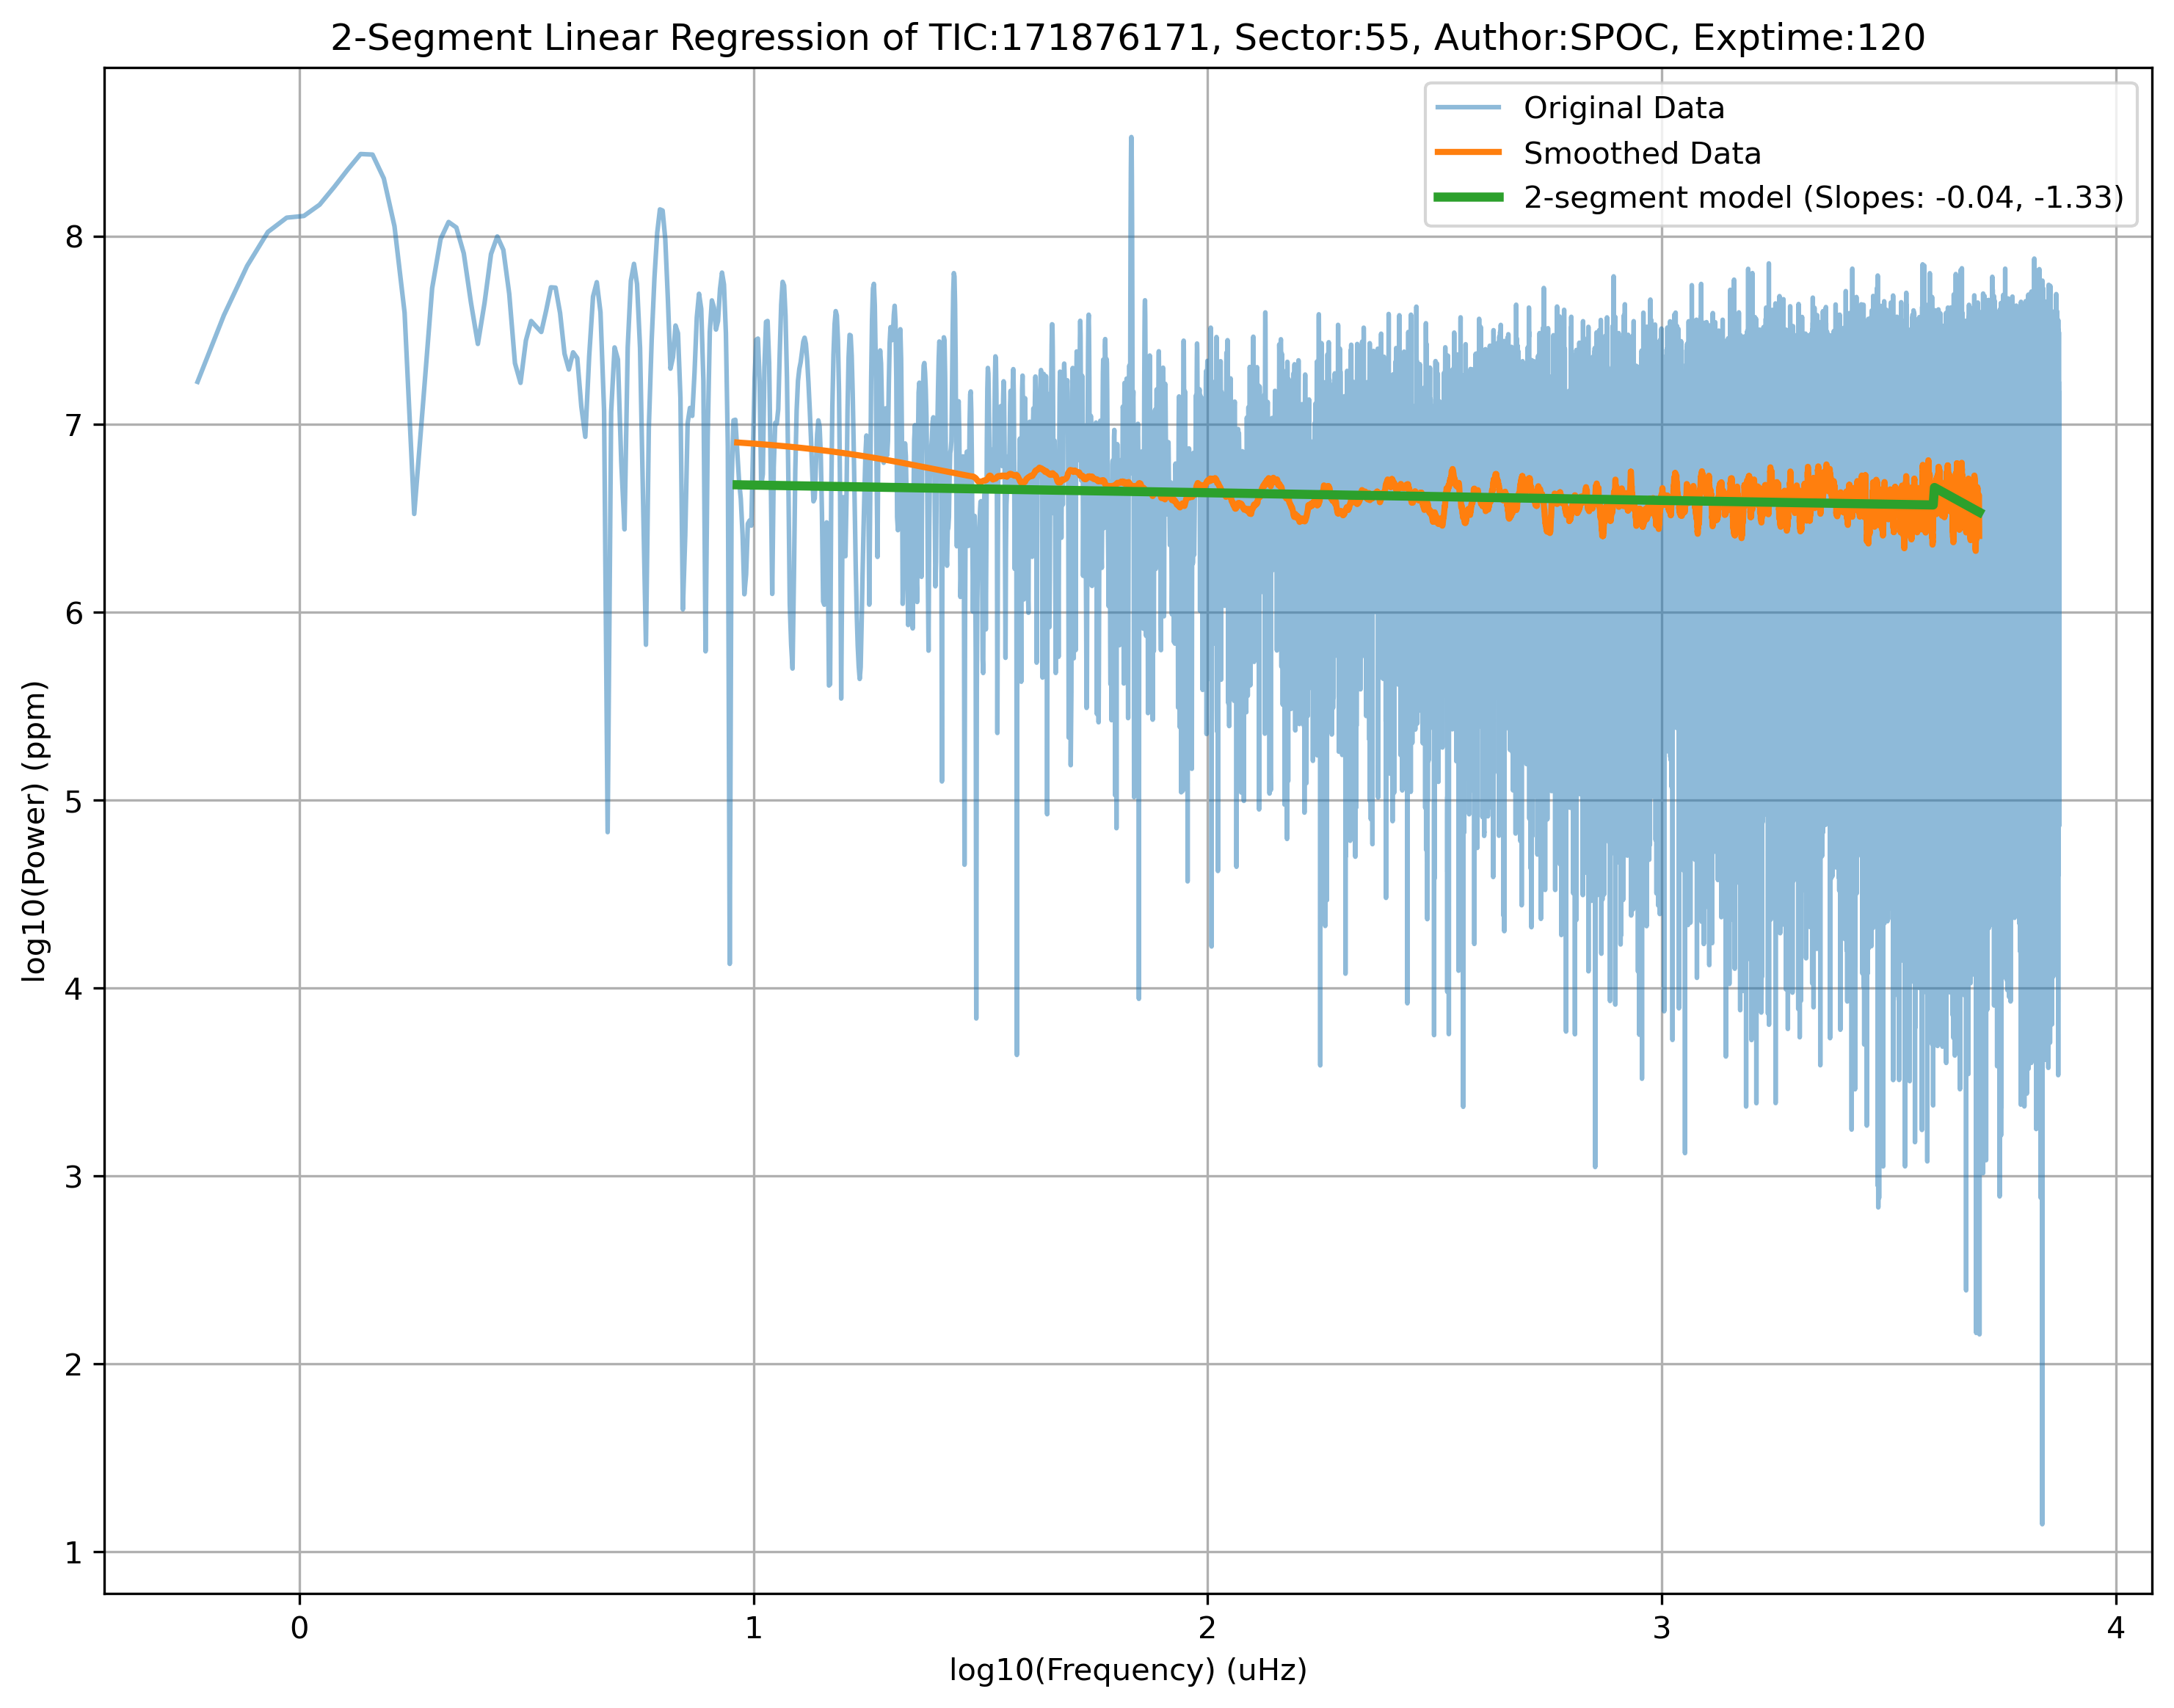 2-Segment Linear Regression of TIC:171876171, Sector:55, Author:SPOC, Exptime:120
Original Data
Smoothed Data
2-segment model (Slopes: -0.04, -1.33)
log10(Power) (ppm)
8
7
6
5
4
3
2
1
0 1 2 3 4
log10(Frequency) (uHz)